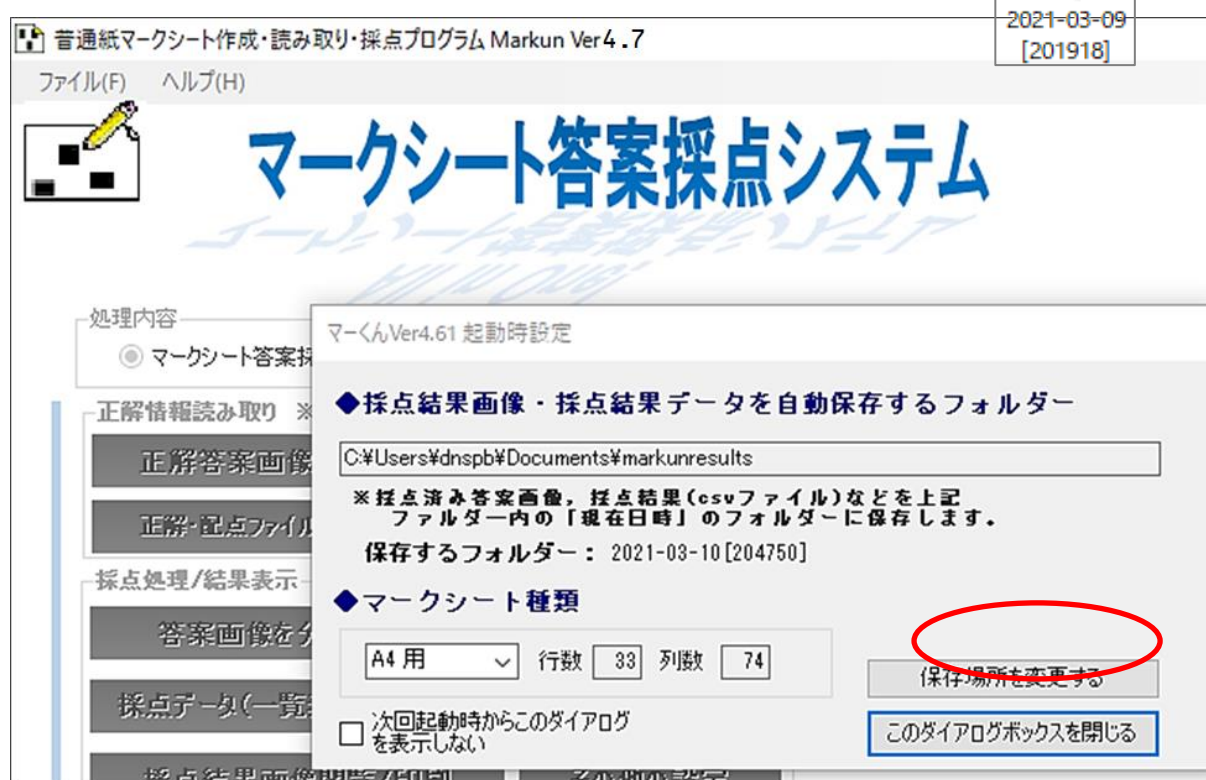 2021-03-09
[201918]
普通紙マークシート作成・読み取り・採点プログラム Markun Ver4.7
ファイル(F) ヘルプ(H)
マークシート答案採点システム
処理内容
マークシート答案採
マーくんVer4.61 起動時設定
正解情報読み取り ※
正解答案画像
正解・配点ファイル
◆採点結果画像・採点結果データを自動保存するフォルダー
C:¥Users¥dnspb¥Documents¥markunresults
※採点済み答案画像，採点結果(csvファイル)などを上記
ファルダー内の「現在日時」のフォルダーに保存します。
保存するフォルダー： 2021-03-10[204750]
採点処理/結果表示
答案画像を分
採点データ(一覧
採点結果画像閲覧/印刷
◆マークシート種類
A4 用 行数 33 列数 74
保存場所を変更する
次回起動時からこのダイアログ
を表示しない
このダイアログボックスを閉じる